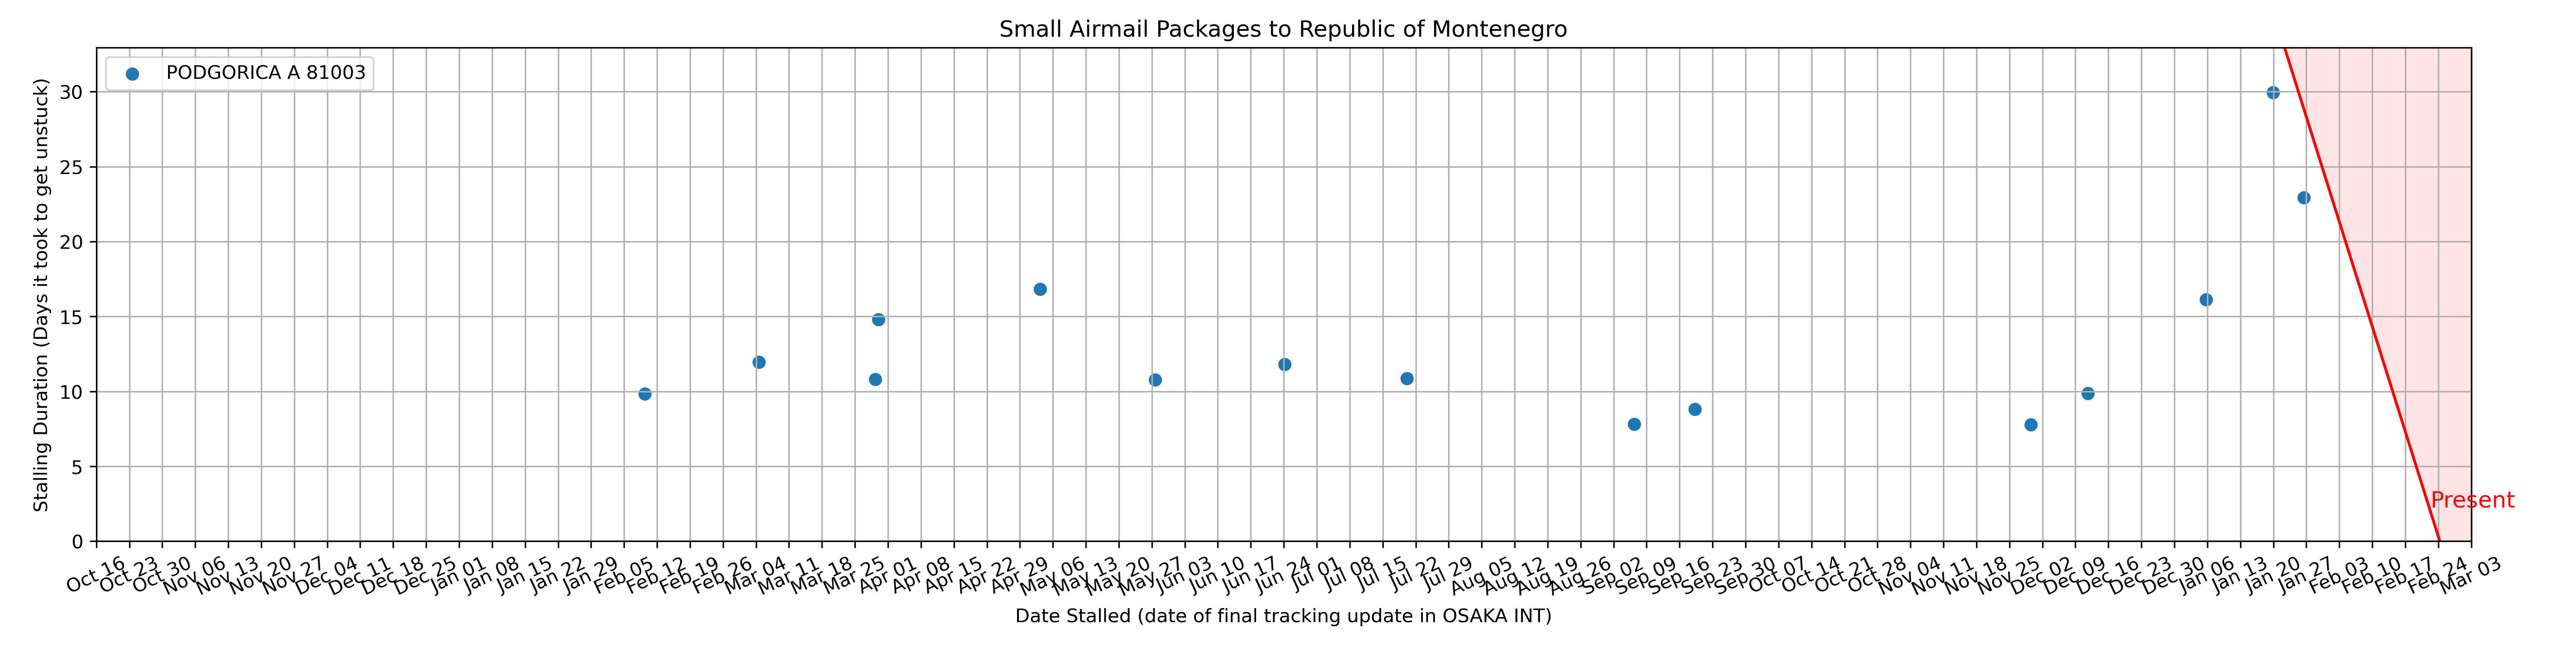 Small Airmail Packages to Republic of Montenegro
PODGORICA A 81003
Stalling Duration (Days it took to get unstuck)
30
25
20
15
10
5
0
Present
Oct 16
Oct 23
Oct 30
Nov 06
Nov 13
Nov 20
Nov 27
Dec 04
Dec 11
Dec 18
Dec 25
Jan 01
Jan 08
Jan 15
Jan 22
Jan 29
Feb 05
Feb 12
Feb 19
Feb 26
Mar 04
Mar 11
Mar 18
Mar 25
Apr 01
Apr 08
Apr 15
Apr 22
Apr 29
May 06
May 13
May 20
May 27
Jun 03
Jun 10
Jun 17
Jun 24
Jul 01
Jul 08
Jul 15
Jul 22
Jul 29
Aug 05
Aug 12
Aug 19
Aug 26
Sep 02
Sep 09
Sep 16
Sep 23
Sep 30
Oct 07
Oct 14
Oct 21
Oct 28
Nov 04
Nov 11
Nov 18
Nov 25
Dec 02
Dec 09
Dec 16
Dec 23
Dec 30
Jan 06
Jan 13
Jan 20
Jan 27
Feb 03
Feb 10
Feb 17
Feb 24
Mar 03
Date Stalled (date of final tracking update in OSAKA INT)